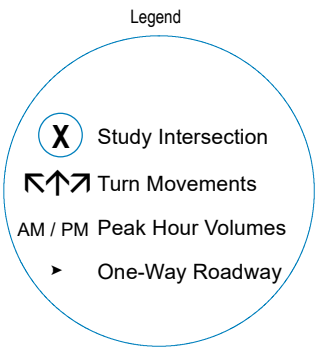 Legend
X Study Intersection
Turn Movements
AM / PM Peak Hour Volumes
One-Way Roadway